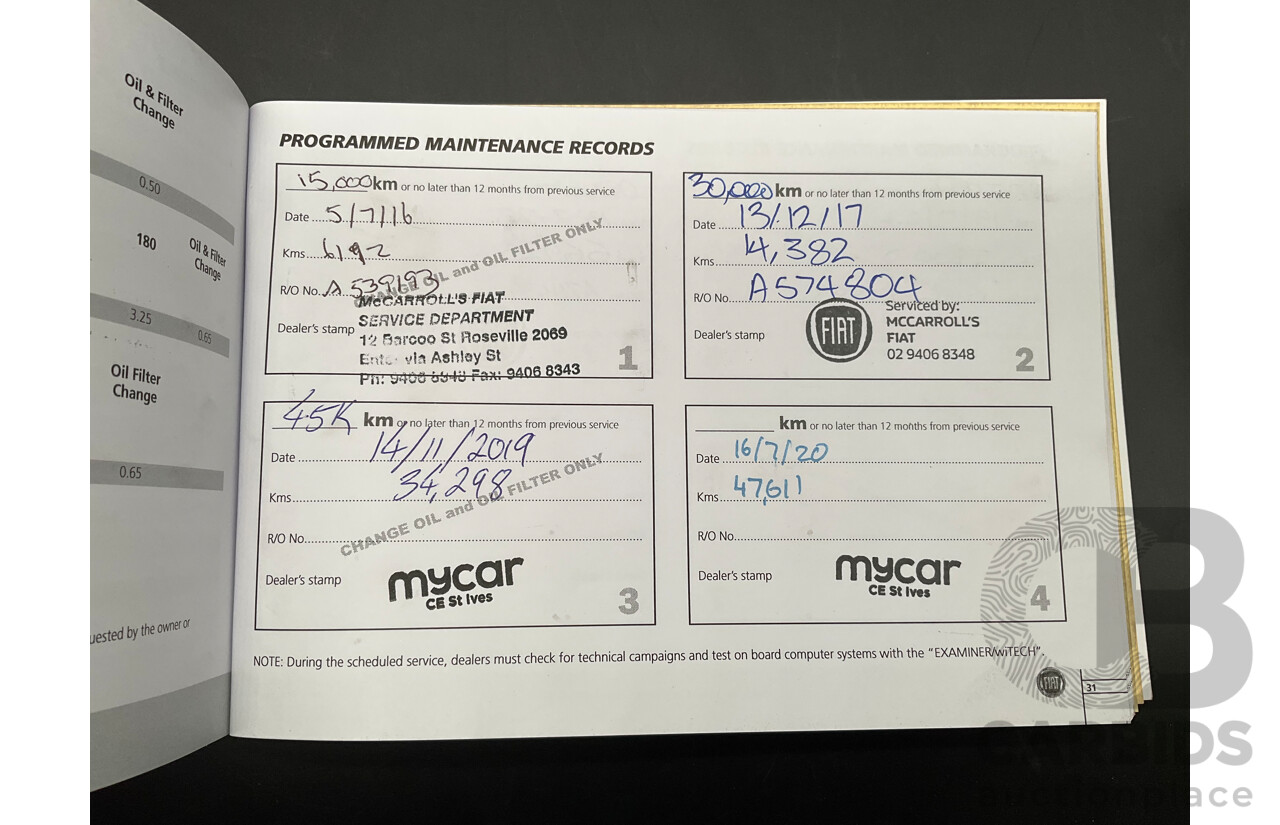 Oil & Filter
Change
0.50
180
Oil & Filter
Change
3.25
0.65
Oil Filter
Change
0.65
uested by the owner or
PROGRAMMED MAINTENANCE RECORDS
15,000 km or no later than 12 months from previous service
Date 5/7/16
Kms 6192
R/O No. A 539193
CHANGE OIL and OIL FILTER ONLY
Dealer's stamp
McCARROLL'S FIAT
SERVICE DEPARTMENT
12 Barcoo St Roseville 2069
Enter via Ashley St
Ph: 9406 8348 Fax: 9406 8343
1
30,000 km or no later than 12 months from previous service
Date 13/12/17
Kms 14,382
R/O No. A574804
Dealer's stamp
FIAT
Serviced by:
MCCARROLL'S
FIAT
02 9406 8348
2
45K km or no later than 12 months from previous service
Date 14/11/2019
Kms 34,298
CHANGE OIL and OIL FILTER ONLY
R/O No.
Dealer's stamp
mycar
CE St Ives
3
km or no later than 12 months from previous service
Date 16/7/20
Kms 47,611
R/O No.
Dealer's stamp
mycar
CE St Ives
4
NOTE: During the scheduled service, dealers must check for technical campaigns and test on board computer systems with the "EXAMINER/wiTECH".
FIAT
31
CB
CARBIDS
auctionplace